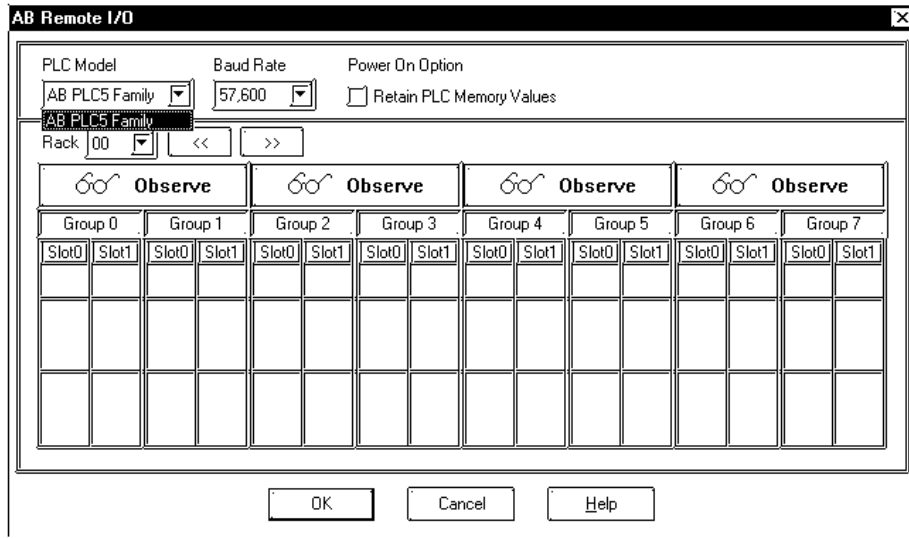 AB Remote I/O
PLC Model Baud Rate Power On Option
AB PLC5 Family 57,600 Retain PLC Memory Values
AB PLC5 Family
Rack 00 << >>
Observe Observe Observe Observe
Group 0 Group 1 Group 2 Group 3 Group 4 Group 5 Group 6 Group 7
Slot0 Slot1 Slot0 Slot1 Slot0 Slot1 Slot0 Slot1 Slot0 Slot1 Slot0 Slot1 Slot0 Slot1 Slot0 Slot1
OK Cancel Help